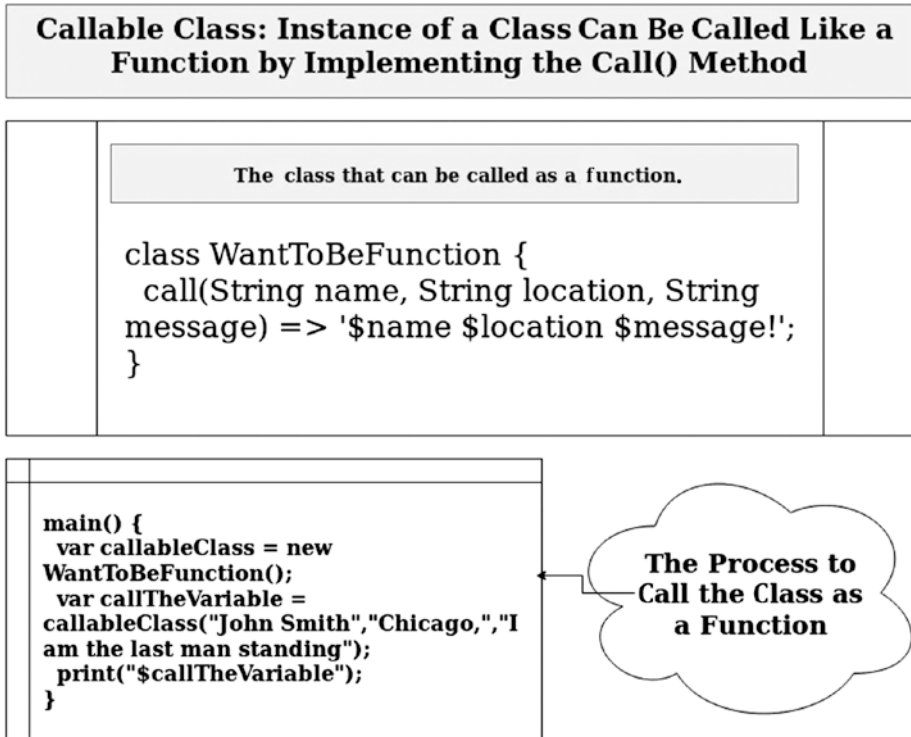 Callable Class: Instance of a Class Can Be Called Like a
Function by Implementing the Call() Method
The class that can be called as a function.
class WantToBeFunction {
call(String name, String location, String
message) => '$name $location $message!';
}
main() {
var callableClass = new
WantToBeFunction();
var callTheVariable =
callableClass("John Smith","Chicago,","I
am the last man standing");
print("$callTheVariable");
}
The Process to
Call the Class as
a Function